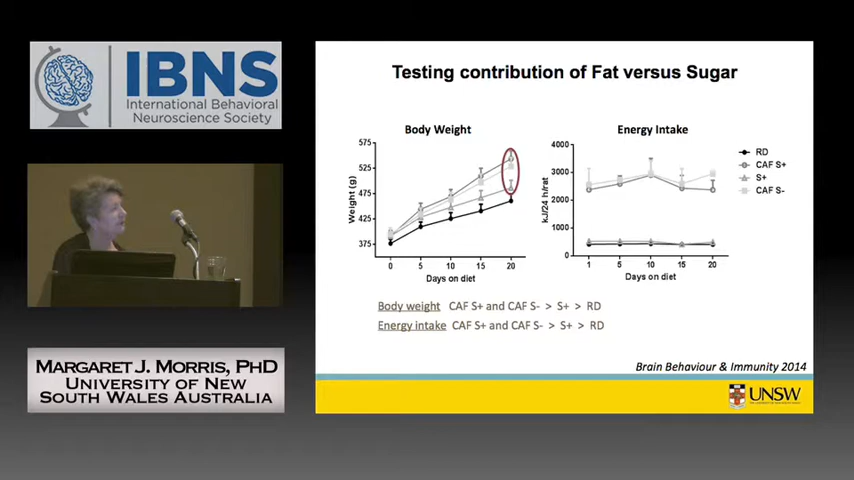 IBNS
International Behavioral
Neuroscience Society
MARGARET J. MORRIS, PHD
UNIVERSITY OF NEW
SOUTH WALES AUSTRALIA
Testing contribution of Fat versus Sugar
Body Weight
Weight (g)
575
525
475
425
375
0 5 10 15 20
Days on diet
Energy Intake
kJ/24 h/rat
4000
3000
2000
1000
0
1 5 10 15 20
Days on diet
RD
CAF S+
S+
CAF S-
Body weight CAF S+ and CAF S- > S+ > RD
Energy intake CAF S+ and CAF S- > S+ > RD
Brain Behaviour & Immunity 2014
UNSW